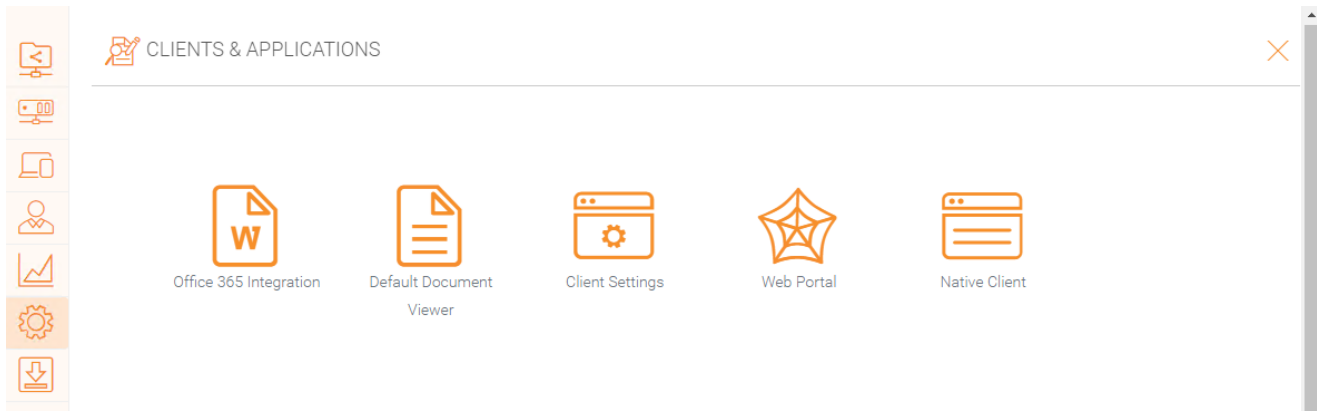 CLIENTS & APPLICATIONS
W
Office 365 Integration
Default Document
Viewer
Client Settings
Web Portal
Native Client